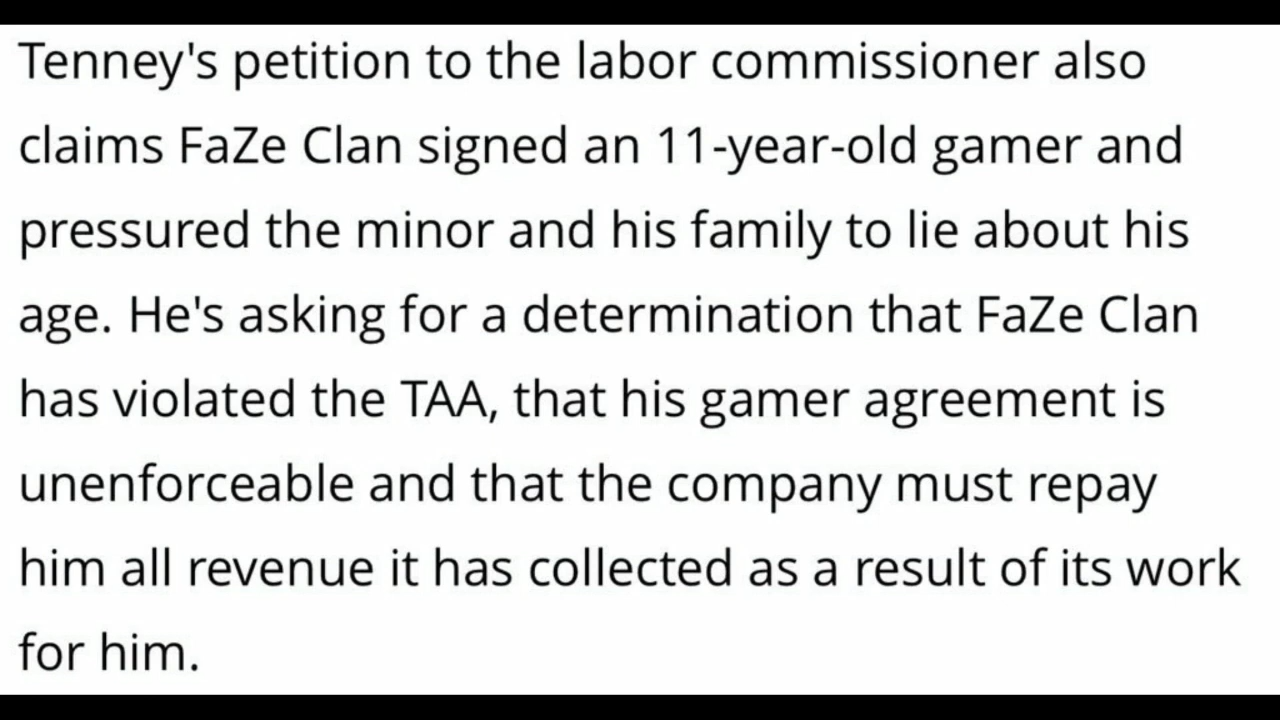 Tenney's petition to the labor commissioner also
claims FaZe Clan signed an 11-year-old gamer and
pressured the minor and his family to lie about his
age. He's asking for a determination that FaZe Clan
has violated the TAA, that his gamer agreement is
unenforceable and that the company must repay
him all revenue it has collected as a result of its work
for him.